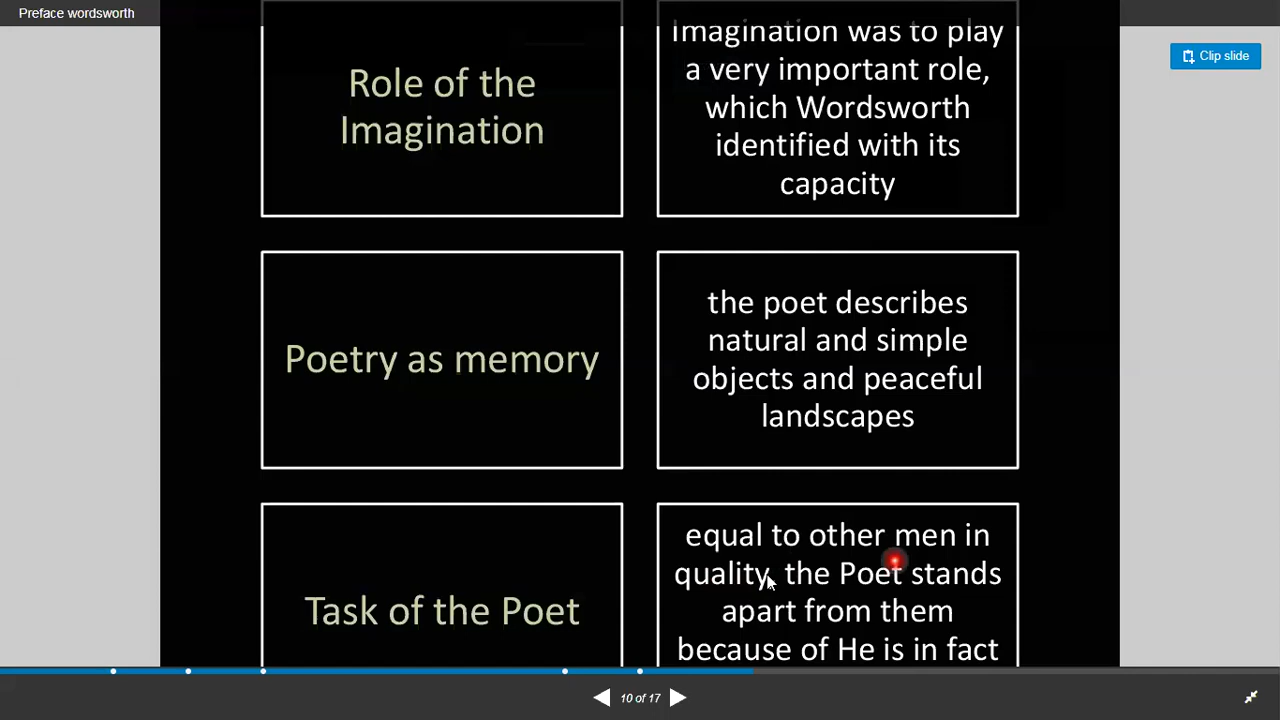 Preface wordsworth
Clip slide
Role of the
Imagination
Imagination was to play
a very important role,
which Wordsworth
identified with its
capacity
Poetry as memory
the poet describes
natural and simple
objects and peaceful
landscapes
Task of the Poet
equal to other men in
quality, the Poet stands
apart from them
because of He is in fact
10 of 17